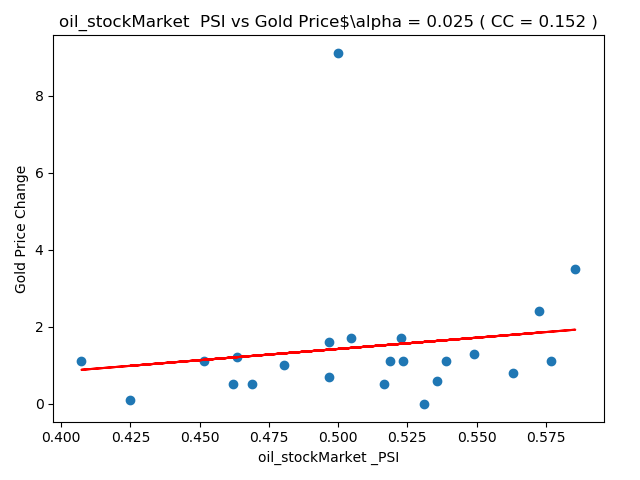 oil_stockMarket  PSI vs Gold Price$\alpha = 0.025 ( CC = 0.152 )
8
6
4
2
0
Gold Price Change
0.400 0.425 0.450 0.475 0.500 0.525 0.550 0.575
oil_stockMarket _PSI